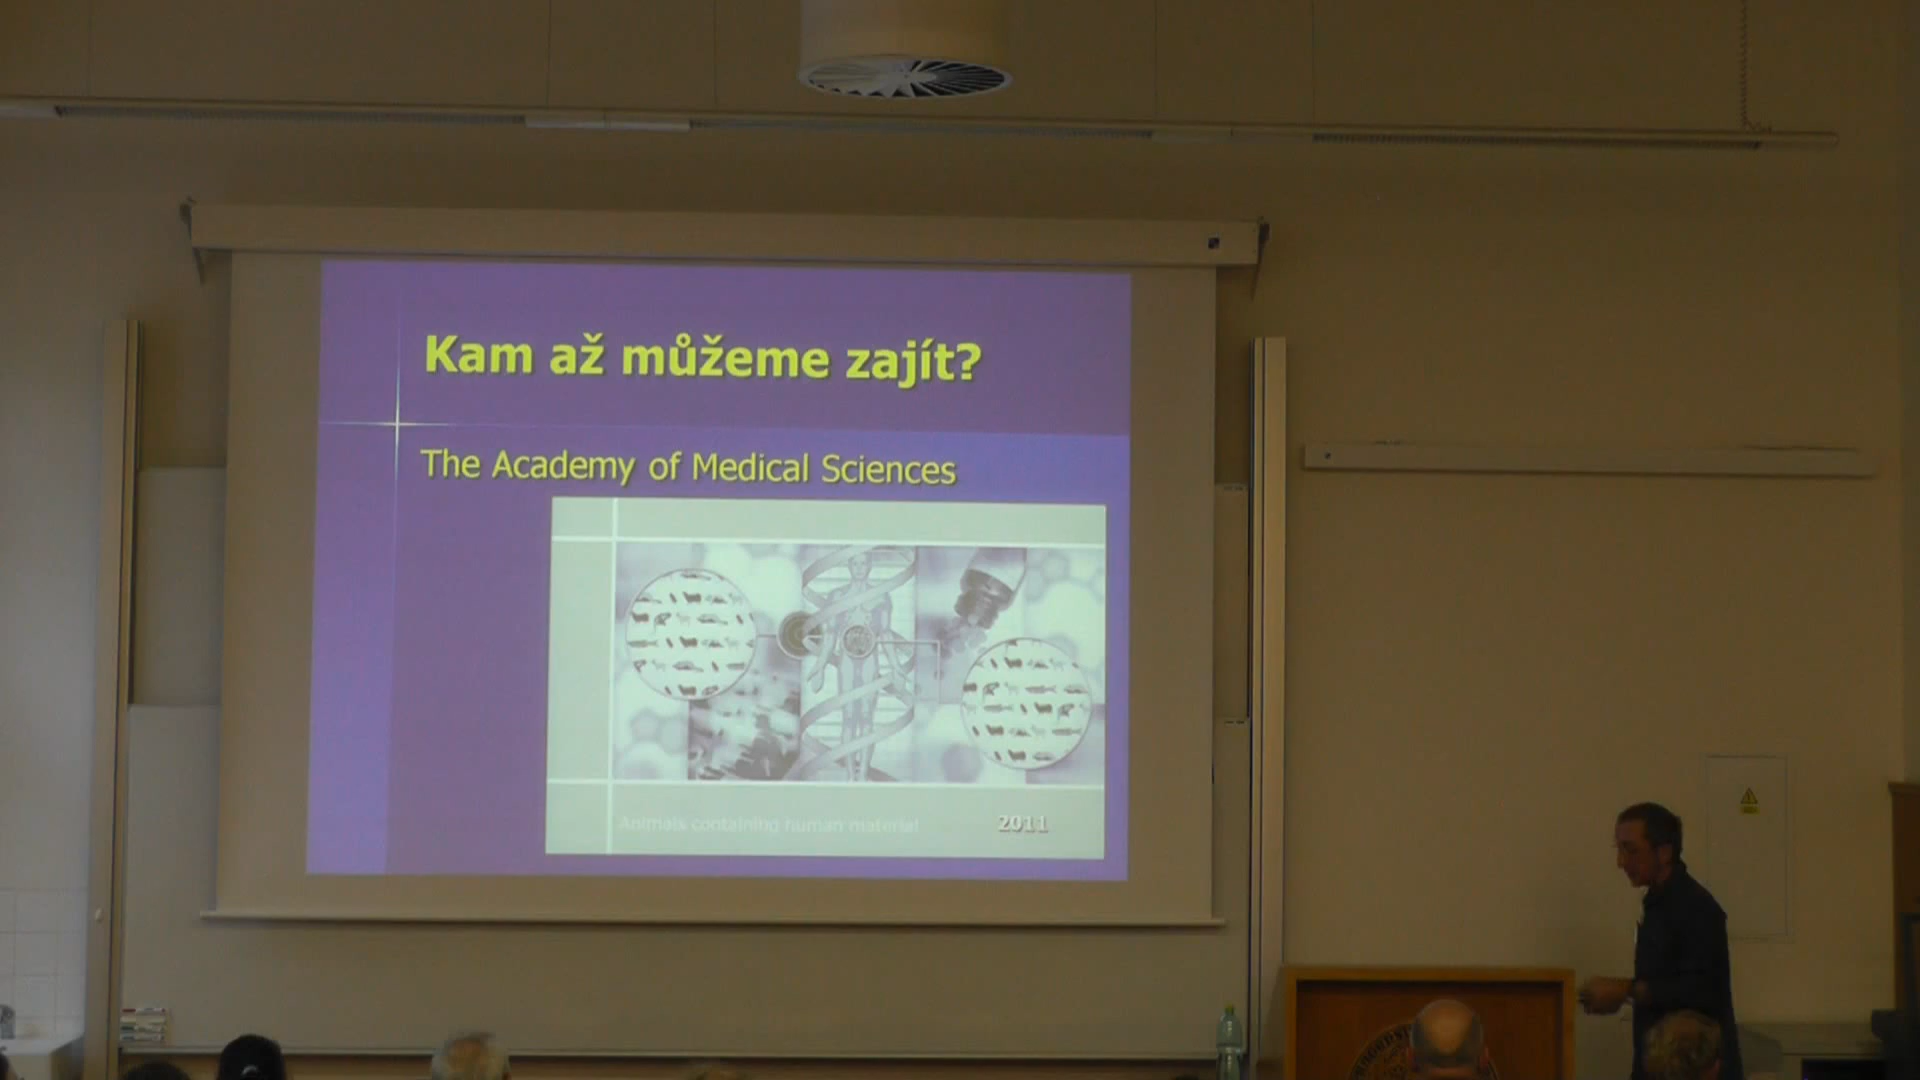 Kam až můžeme zajít?
The Academy of Medical Sciences
Animals containing human material
2011